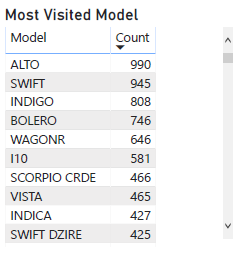 Most Visited Model
Model Count
ALTO 990
SWIFT 945
INDIGO 808
BOLERO 746
WAGONR 646
I10 581
SCORPIO CRDE 466
VISTA 465
INDICA 427
SWIFT DZIRE 425